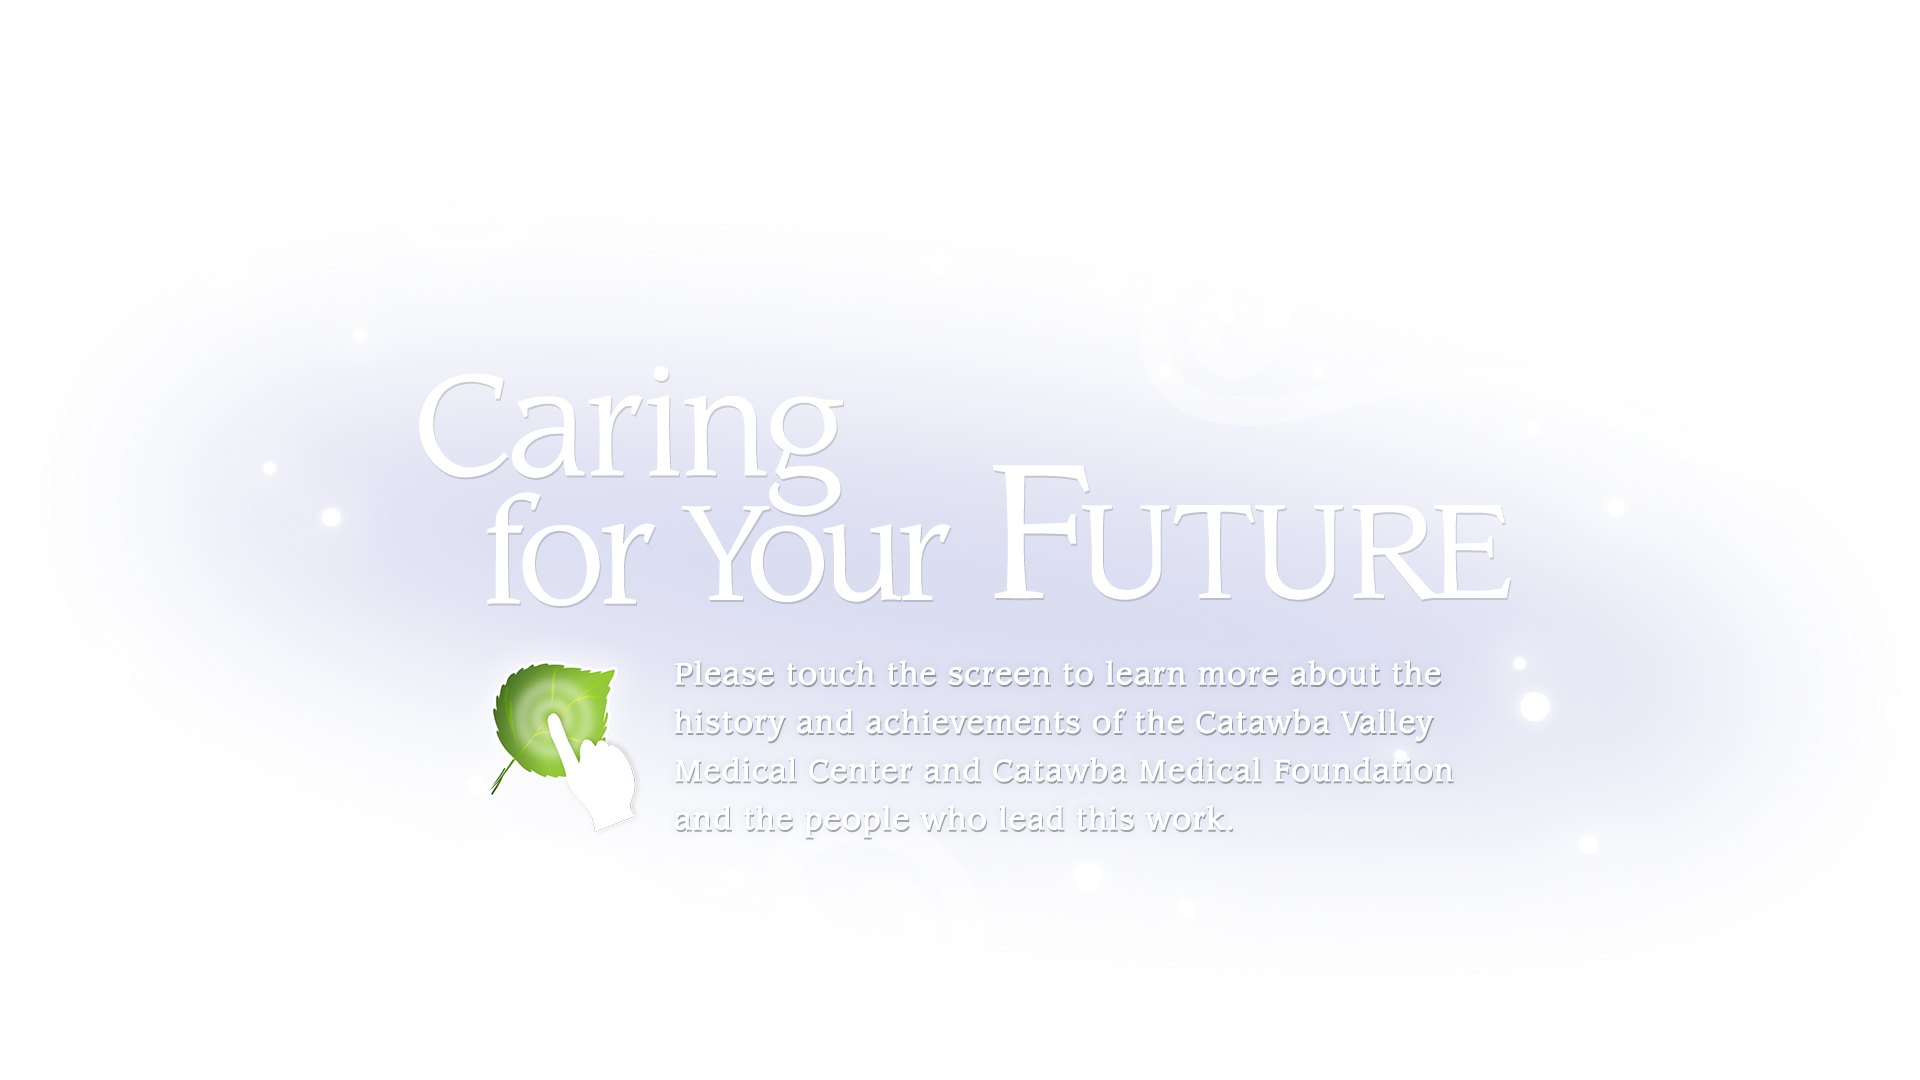 Caring
for Your FUTURE
Please touch the screen to learn more about the
history and achievements of the Catawba Valley
Medical Center and Catawba Medical Foundation
and the people who lead this work.